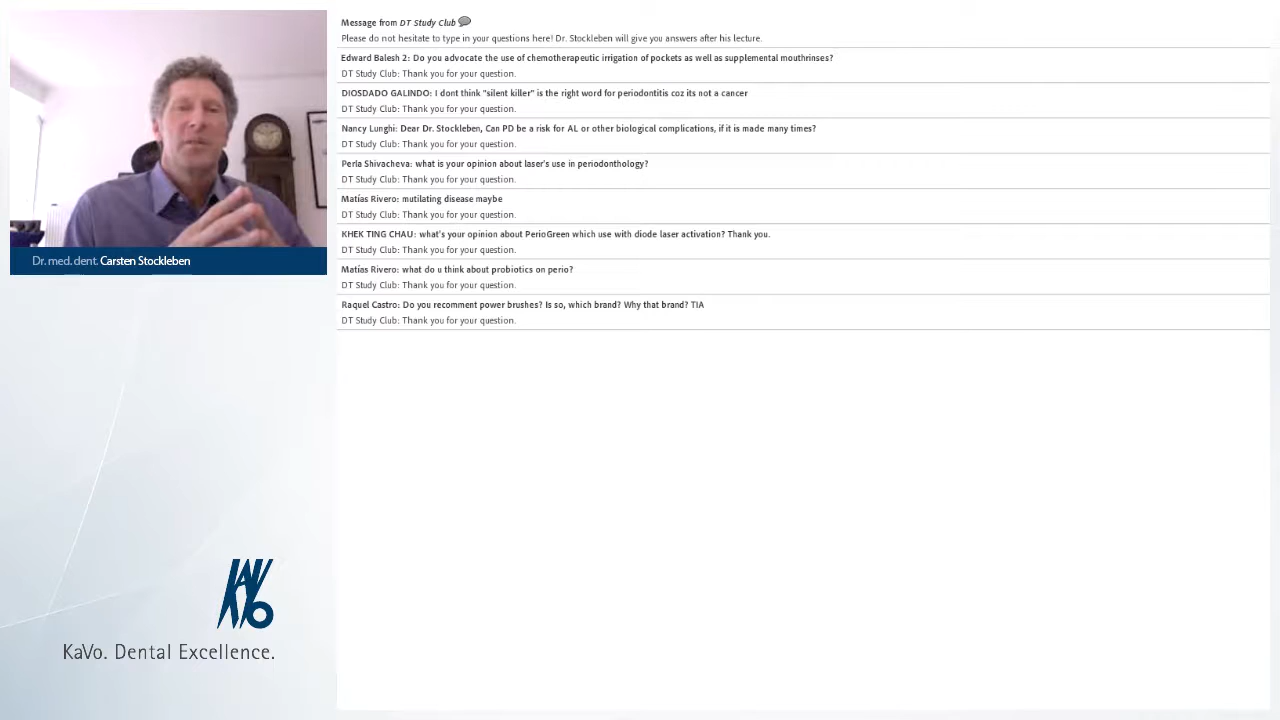 Message from DT Study Club
Please do not hesitate to type in your questions here! Dr. Stockleben will give you answers after his lecture.
Edward Balesh 2: Do you advocate the use of chemotherapeutic irrigation of pockets as well as supplemental mouthrinses?
DT Study Club: Thank you for your question.
DIOSDADO GALINDO: I dont think "silent killer" is the right word for periodontitis coz its not a cancer
DT Study Club: Thank you for your question.
Nancy Lunghi: Dear Dr. Stockleben, Can PD be a risk for AL or other biological complications, if it is made many times?
DT Study Club: Thank you for your question.
Perla Shivacheva: what is your opinion about laser's use in periodonthology?
DT Study Club: Thank you for your question.
Matías Rivero: mutilating disease maybe
DT Study Club: Thank you for your question.
KHEK TING CHAU: what's your opinion about PerioGreen which use with diode laser activation? Thank you.
DT Study Club: Thank you for your question.
Matías Rivero: what do u think about probiotics on perio?
DT Study Club: Thank you for your question.
Raquel Castro: Do you recomment power brushes? Is so, which brand? Why that brand? TIA
DT Study Club: Thank you for your question.
Dr. med. dent. Carsten Stockleben
KaVo
KaVo. Dental Excellence.